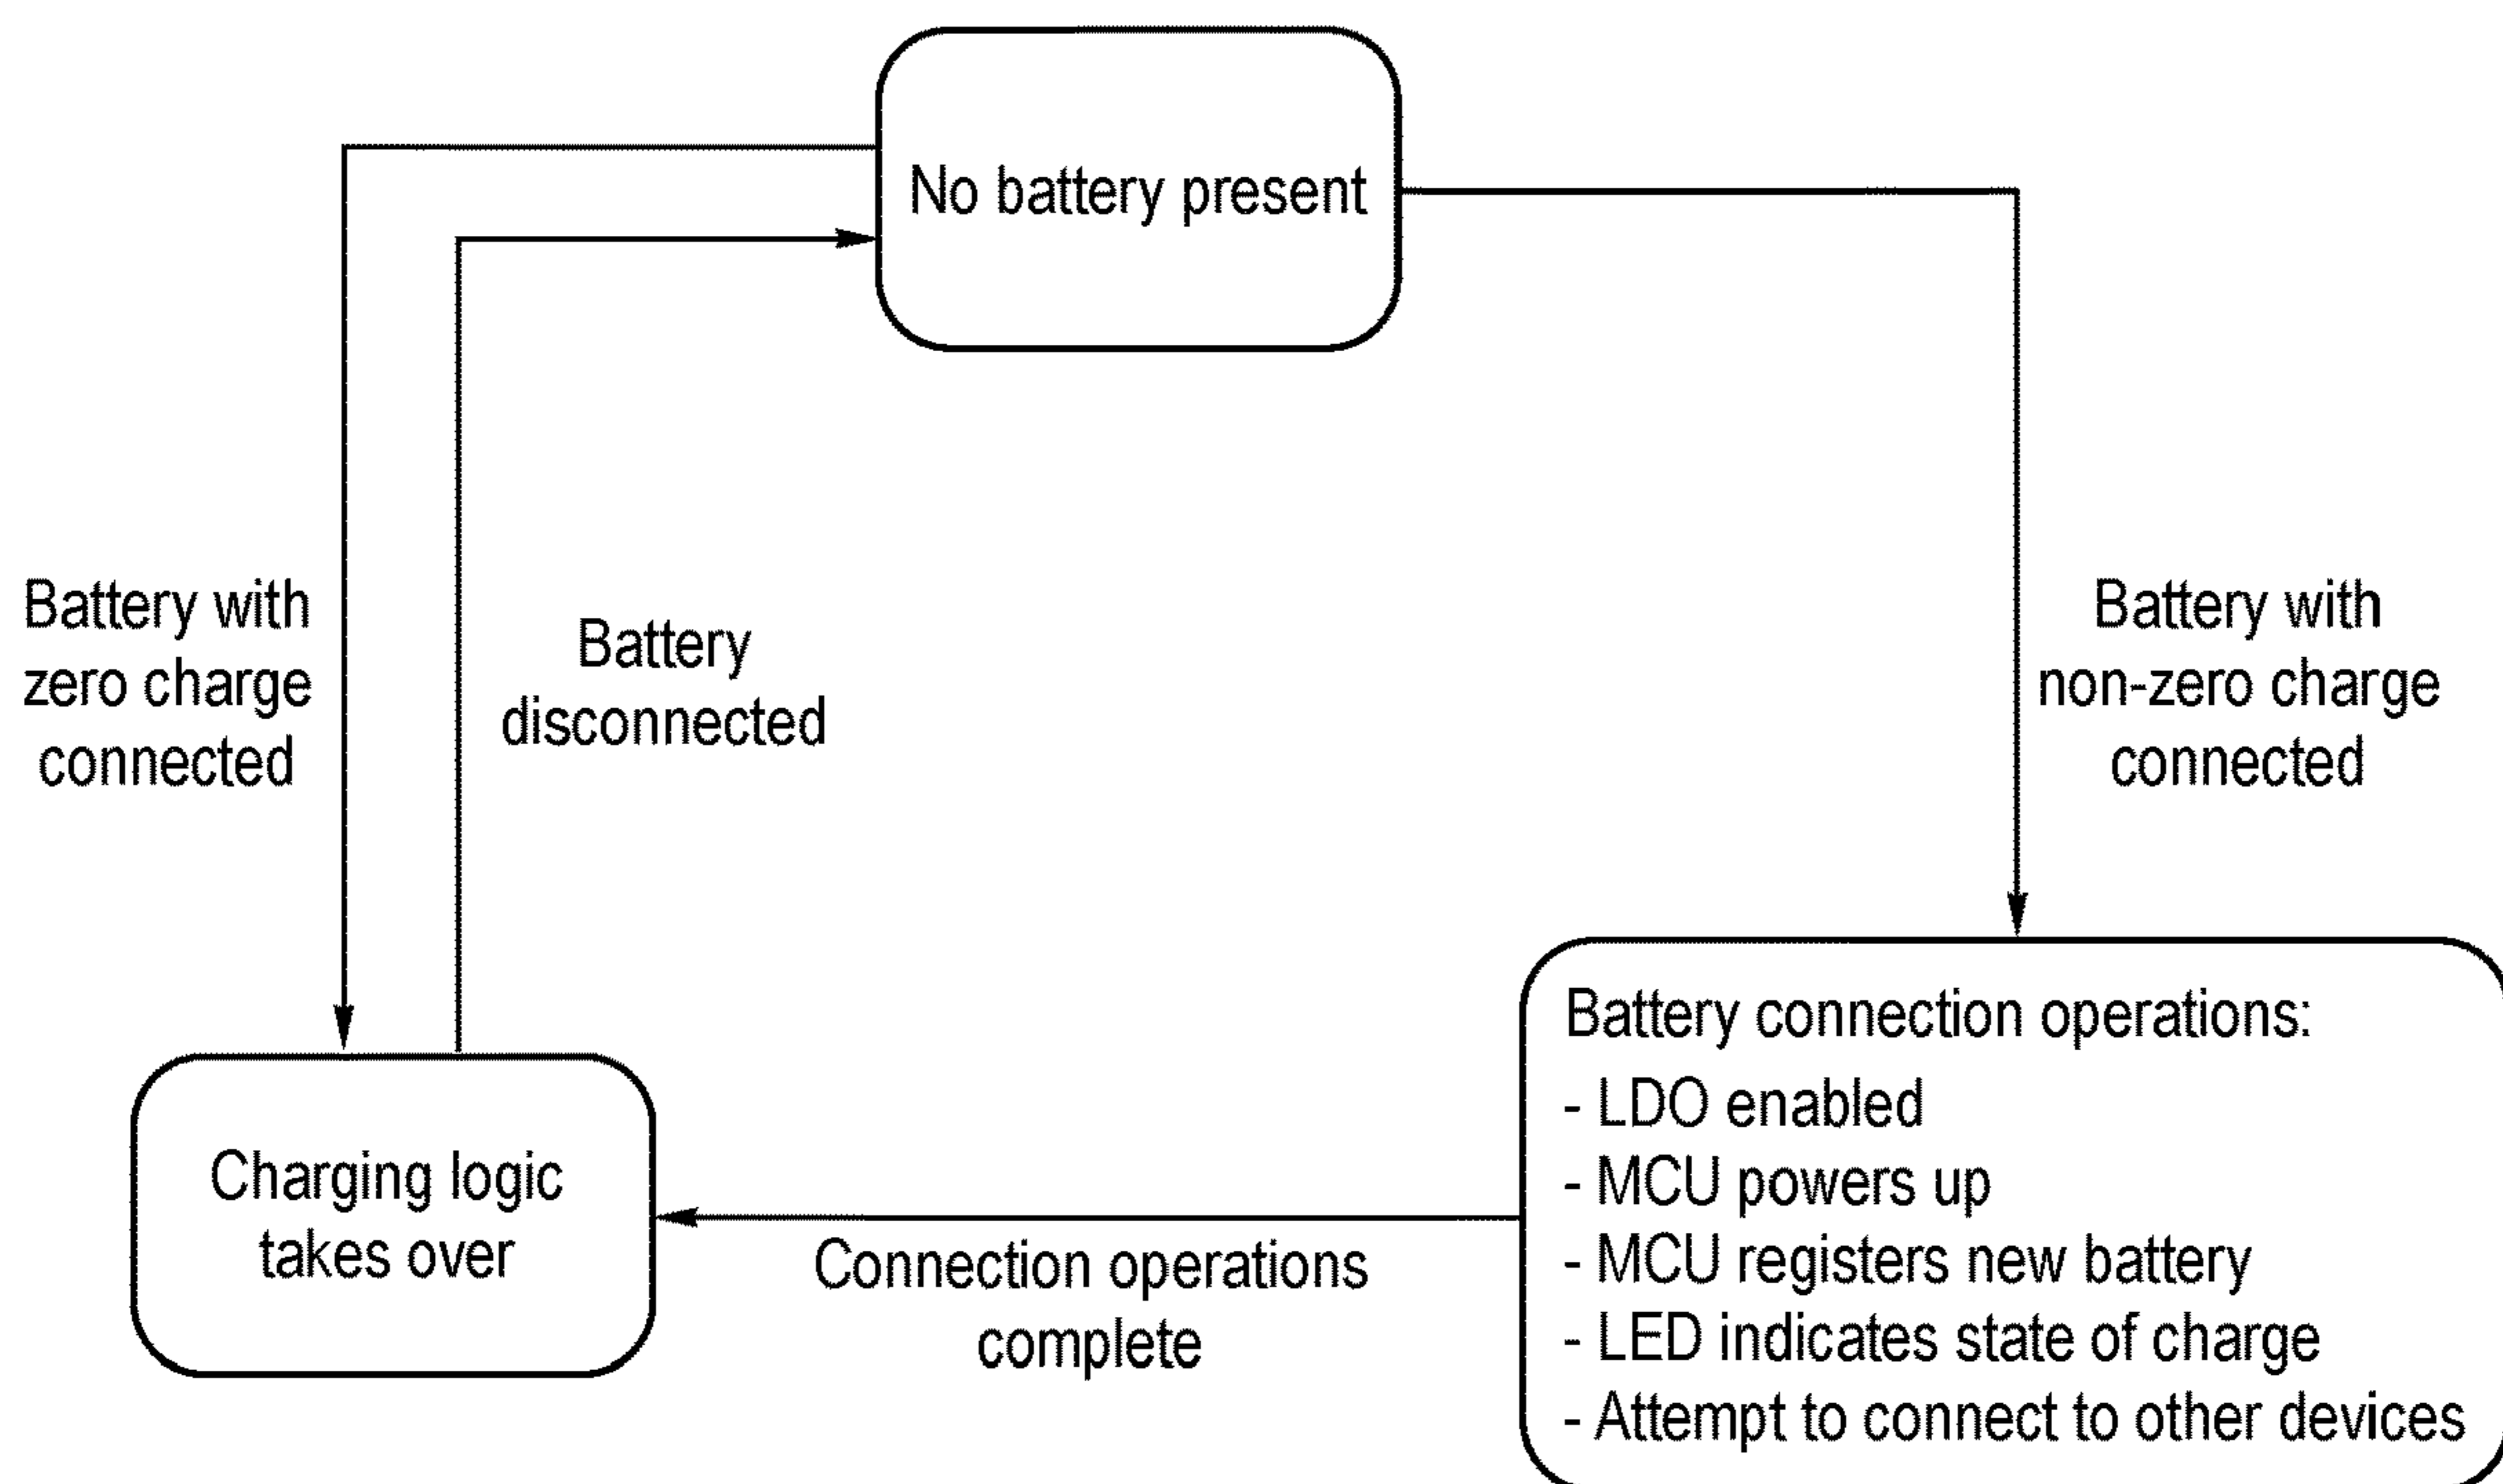 No battery present
Battery with
zero charge
connected
Battery
disconnected
Battery with
non-zero charge
connected
Charging logic
takes over
Connection operations
complete
Battery connection operations:
- LDO enabled
- MCU powers up
- MCU registers new battery
- LED indicates state of charge
- Attempt to connect to other devices